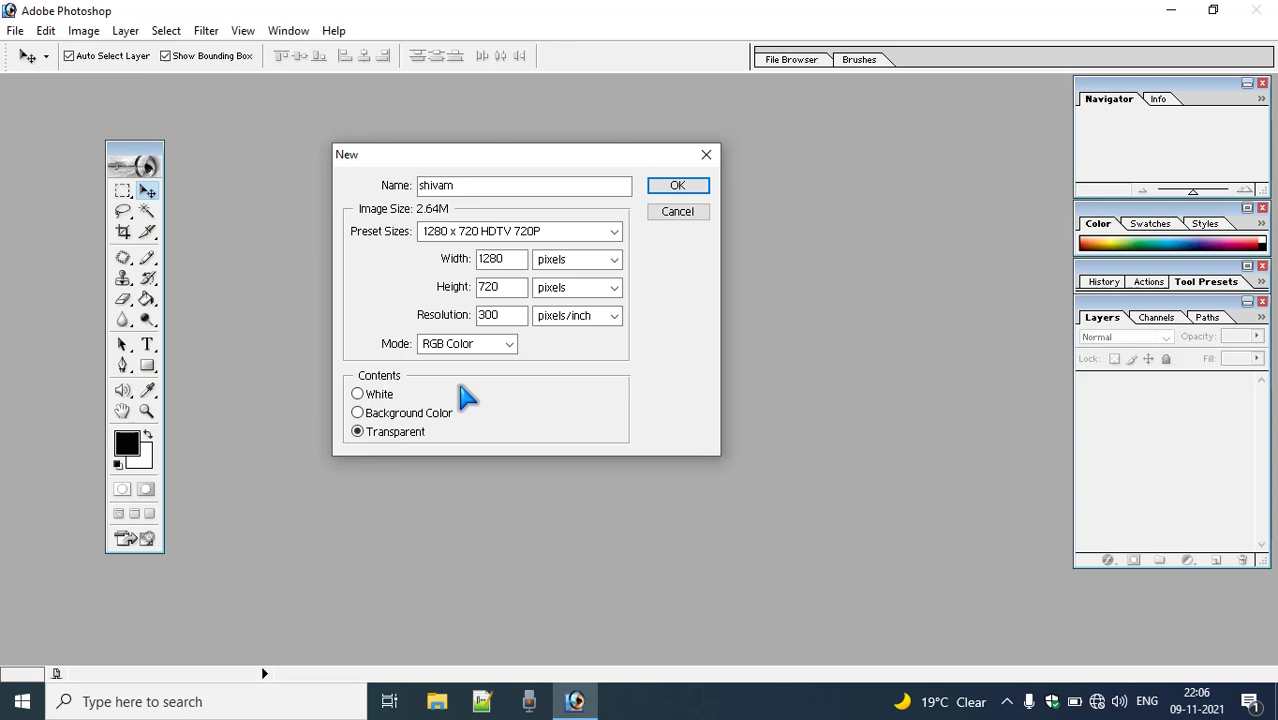 Adobe Photoshop
File Edit Image Layer Select Filter View Window Help
Auto Select Layer Show Bounding Box File Browser Brushes
Navigator Info
New
Name: shivam OK
Image Size: 2.64M Cancel
Preset Sizes: 1280 x 720 HDTV 720P
Width: 1280 pixels
Height: 720 pixels
Resolution: 300 pixels/inch
Mode: RGB Color
Contents
White
Background Color
Transparent
Color Swatches Styles
History Actions Tool Presets
Layers Channels Paths
Normal Opacity:
Lock: Fill:
T
Type here to search 19°C Clear ENG 22:06
09-11-2021 1